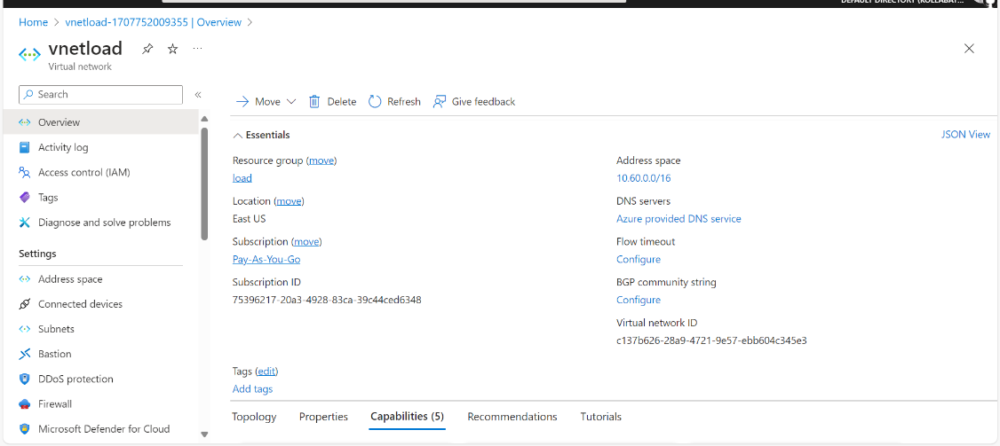 DEFAULT DIRECTORY (KOLLABAT...
Home > vnetload-1707752009355 | Overview >
vnetload
Virtual network
Search
«
Move
Delete
Refresh
Give feedback
Overview
Activity log
Access control (IAM)
Tags
Diagnose and solve problems
Settings
Address space
Connected devices
Subnets
Bastion
DDoS protection
Firewall
Microsoft Defender for Cloud
Essentials
JSON View
Resource group (move)
load
Location (move)
East US
Subscription (move)
Pay-As-You-Go
Subscription ID
75396217-20a3-4928-83ca-39c44ced6348
Address space
10.60.0.0/16
DNS servers
Azure provided DNS service
Flow timeout
Configure
BGP community string
Configure
Virtual network ID
c137b626-28a9-4721-9e57-ebb604c345e3
Tags (edit)
Add tags
Topology
Properties
Capabilities (5)
Recommendations
Tutorials